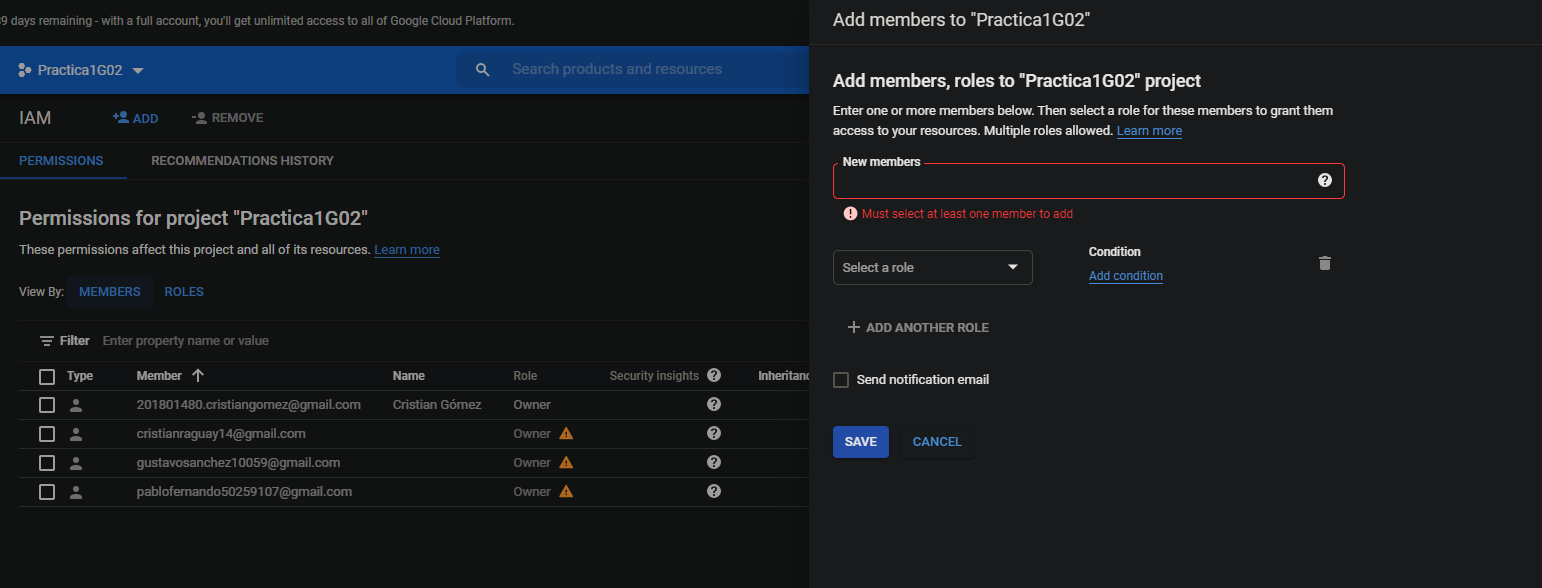 9 days remaining - with a full account, you'll get unlimited access to all of Google Cloud Platform.
Practica1G02
Search products and resources
IAM
ADD
REMOVE
PERMISSIONS
RECOMMENDATIONS HISTORY
Permissions for project "Practica1G02"
These permissions affect this project and all of its resources. Learn more
View By: MEMBERS ROLES
Filter Enter property name or value
Type Member Name Role Security insights Inheritanc
201801480.cristiangomez@gmail.com Cristian Gómez Owner
cristianraguay14@gmail.com Owner
gustavosanchez10059@gmail.com Owner
pablofernando50259107@gmail.com Owner
Add members to "Practica1G02"
Add members, roles to "Practica1G02" project
Enter one or more members below. Then select a role for these members to grant them
access to your resources. Multiple roles allowed. Learn more
New members
Must select at least one member to add
Select a role
Condition
Add condition
ADD ANOTHER ROLE
Send notification email
SAVE
CANCEL